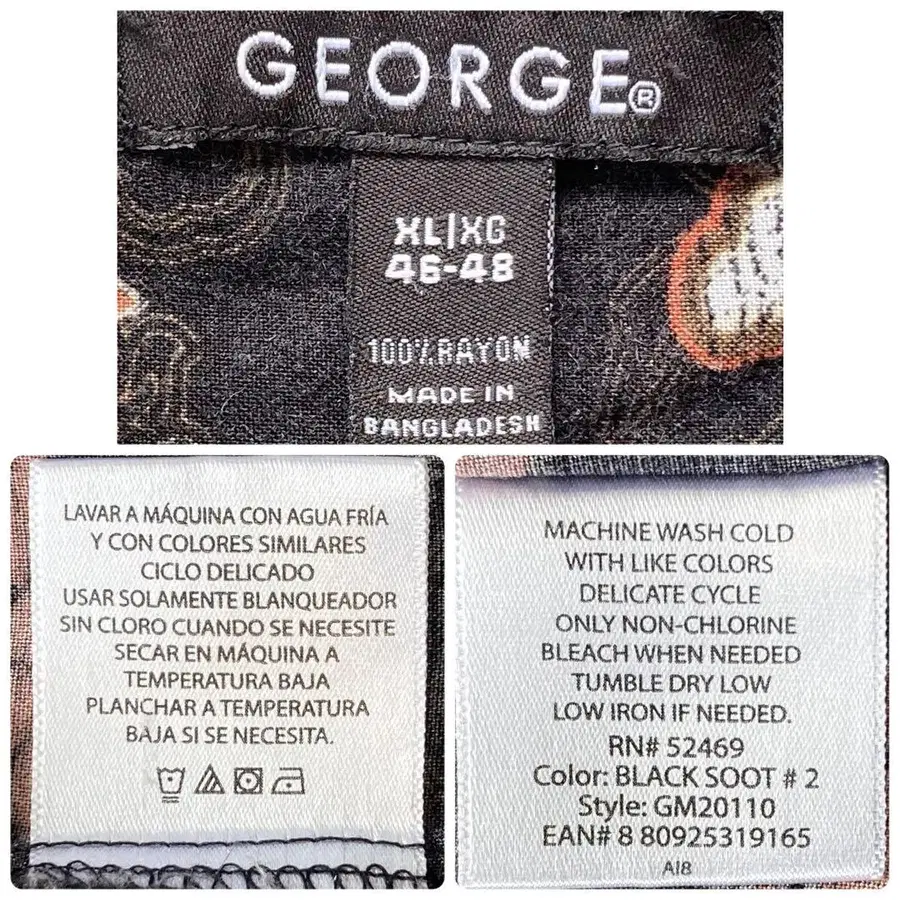 GEORGE®
XL|XG
46-48
100% RAYON
MADE IN
BANGLADESH
LAVAR A MÁQUINA CON AGUA FRÍA
Y CON COLORES SIMILARES
CICLO DELICADO
USAR SOLAMENTE BLANQUEADOR
SIN CLORO CUANDO SE NECESITE
SECAR EN MÁQUINA A
TEMPERATURA BAJA
PLANCHAR A TEMPERATURA
BAJA SI SE NECESITA.
MACHINE WASH COLD
WITH LIKE COLORS
DELICATE CYCLE
ONLY NON-CHLORINE
BLEACH WHEN NEEDED
TUMBLE DRY LOW
LOW IRON IF NEEDED.
RN# 52469
Color: BLACK SOOT # 2
Style: GM20110
EAN# 8 80925319165
A18